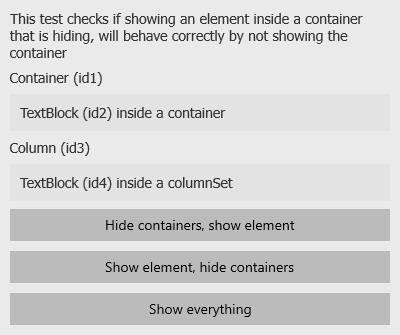 This test checks if showing an element inside a container
that is hiding, will behave correctly by not showing the
container
Container (id1)
TextBlock (id2) inside a container
Column (id3)
TextBlock (id4) inside a columnSet
Hide containers, show element
Show element, hide containers
Show everything